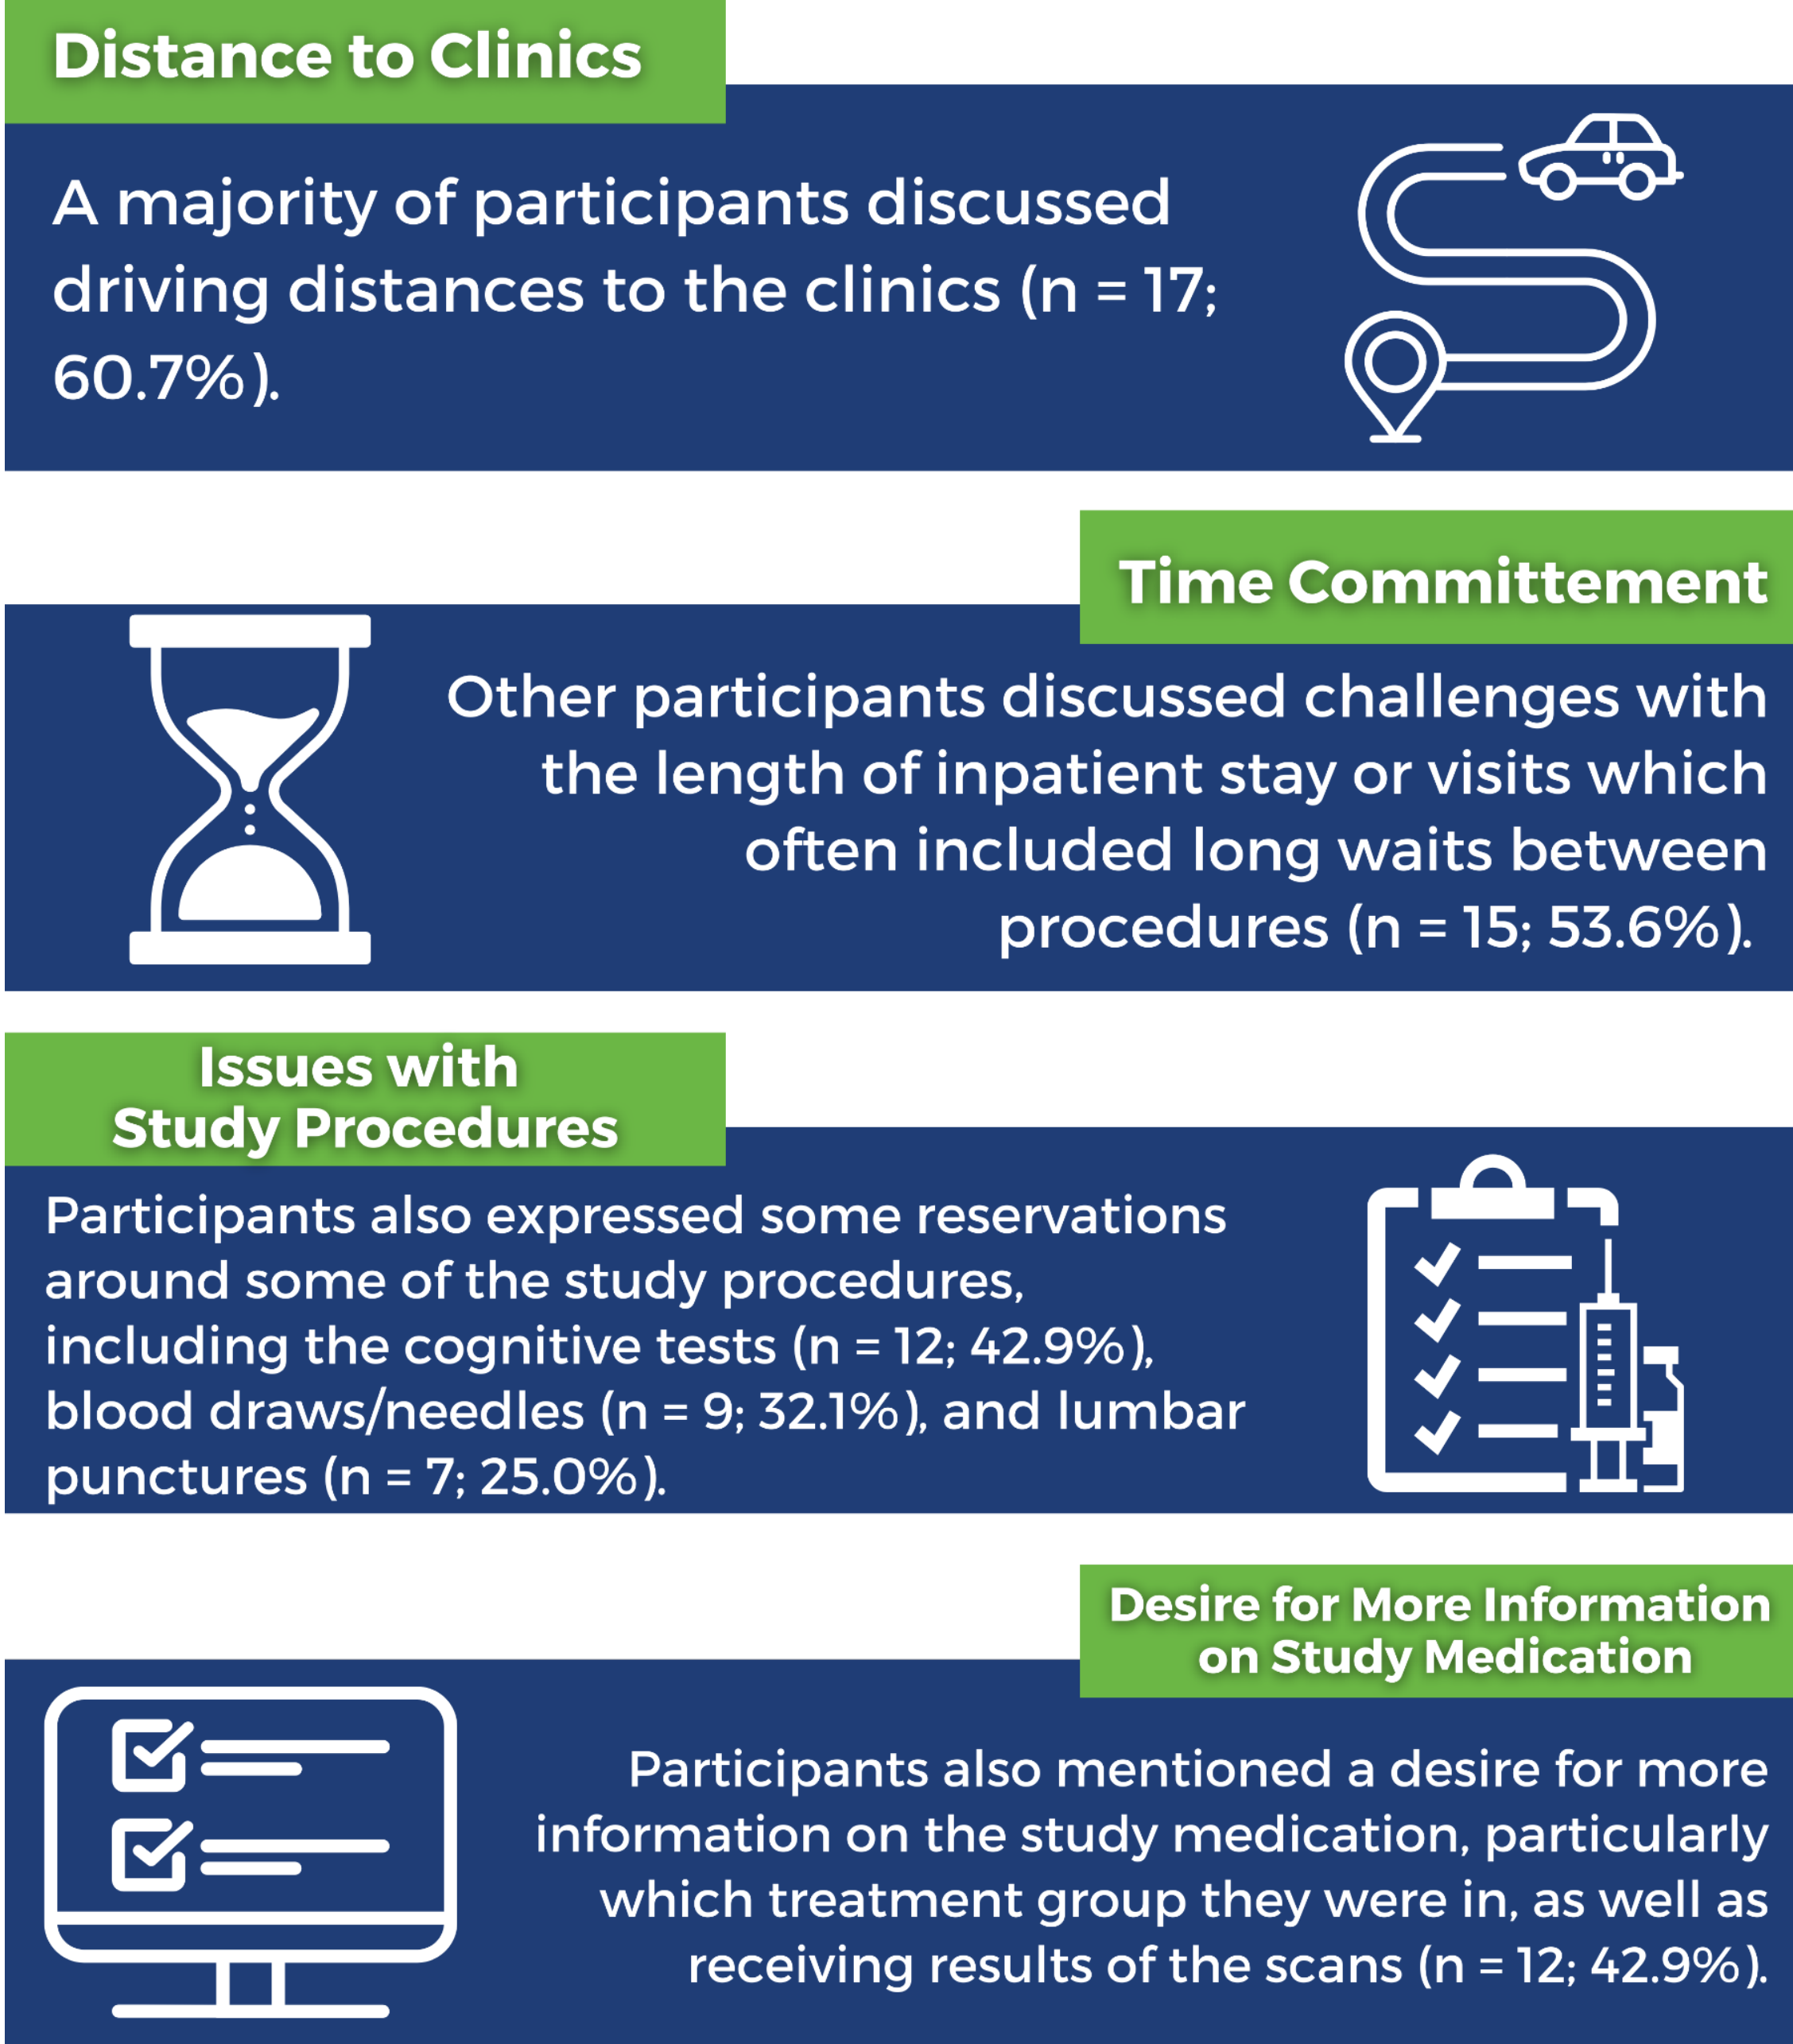 Distance to Clinics
A majority of participants discussed
driving distances to the clinics (n = 17;
60.7%).
Time Committement
Other participants discussed challenges with
the length of inpatient stay or visits which
often included long waits between
procedures (n = 15; 53.6%).
Issues with
Study Procedures
Participants also expressed some reservations
around some of the study procedures,
including the cognitive tests (n = 12; 42.9%),
blood draws/needles (n = 9; 32.1%), and lumbar
punctures (n = 7; 25.0%).
Desire for More Information
on Study Medication
Participants also mentioned a desire for more
information on the study medication, particularly
which treatment group they were in, as well as
receiving results of the scans (n = 12; 42.9%).